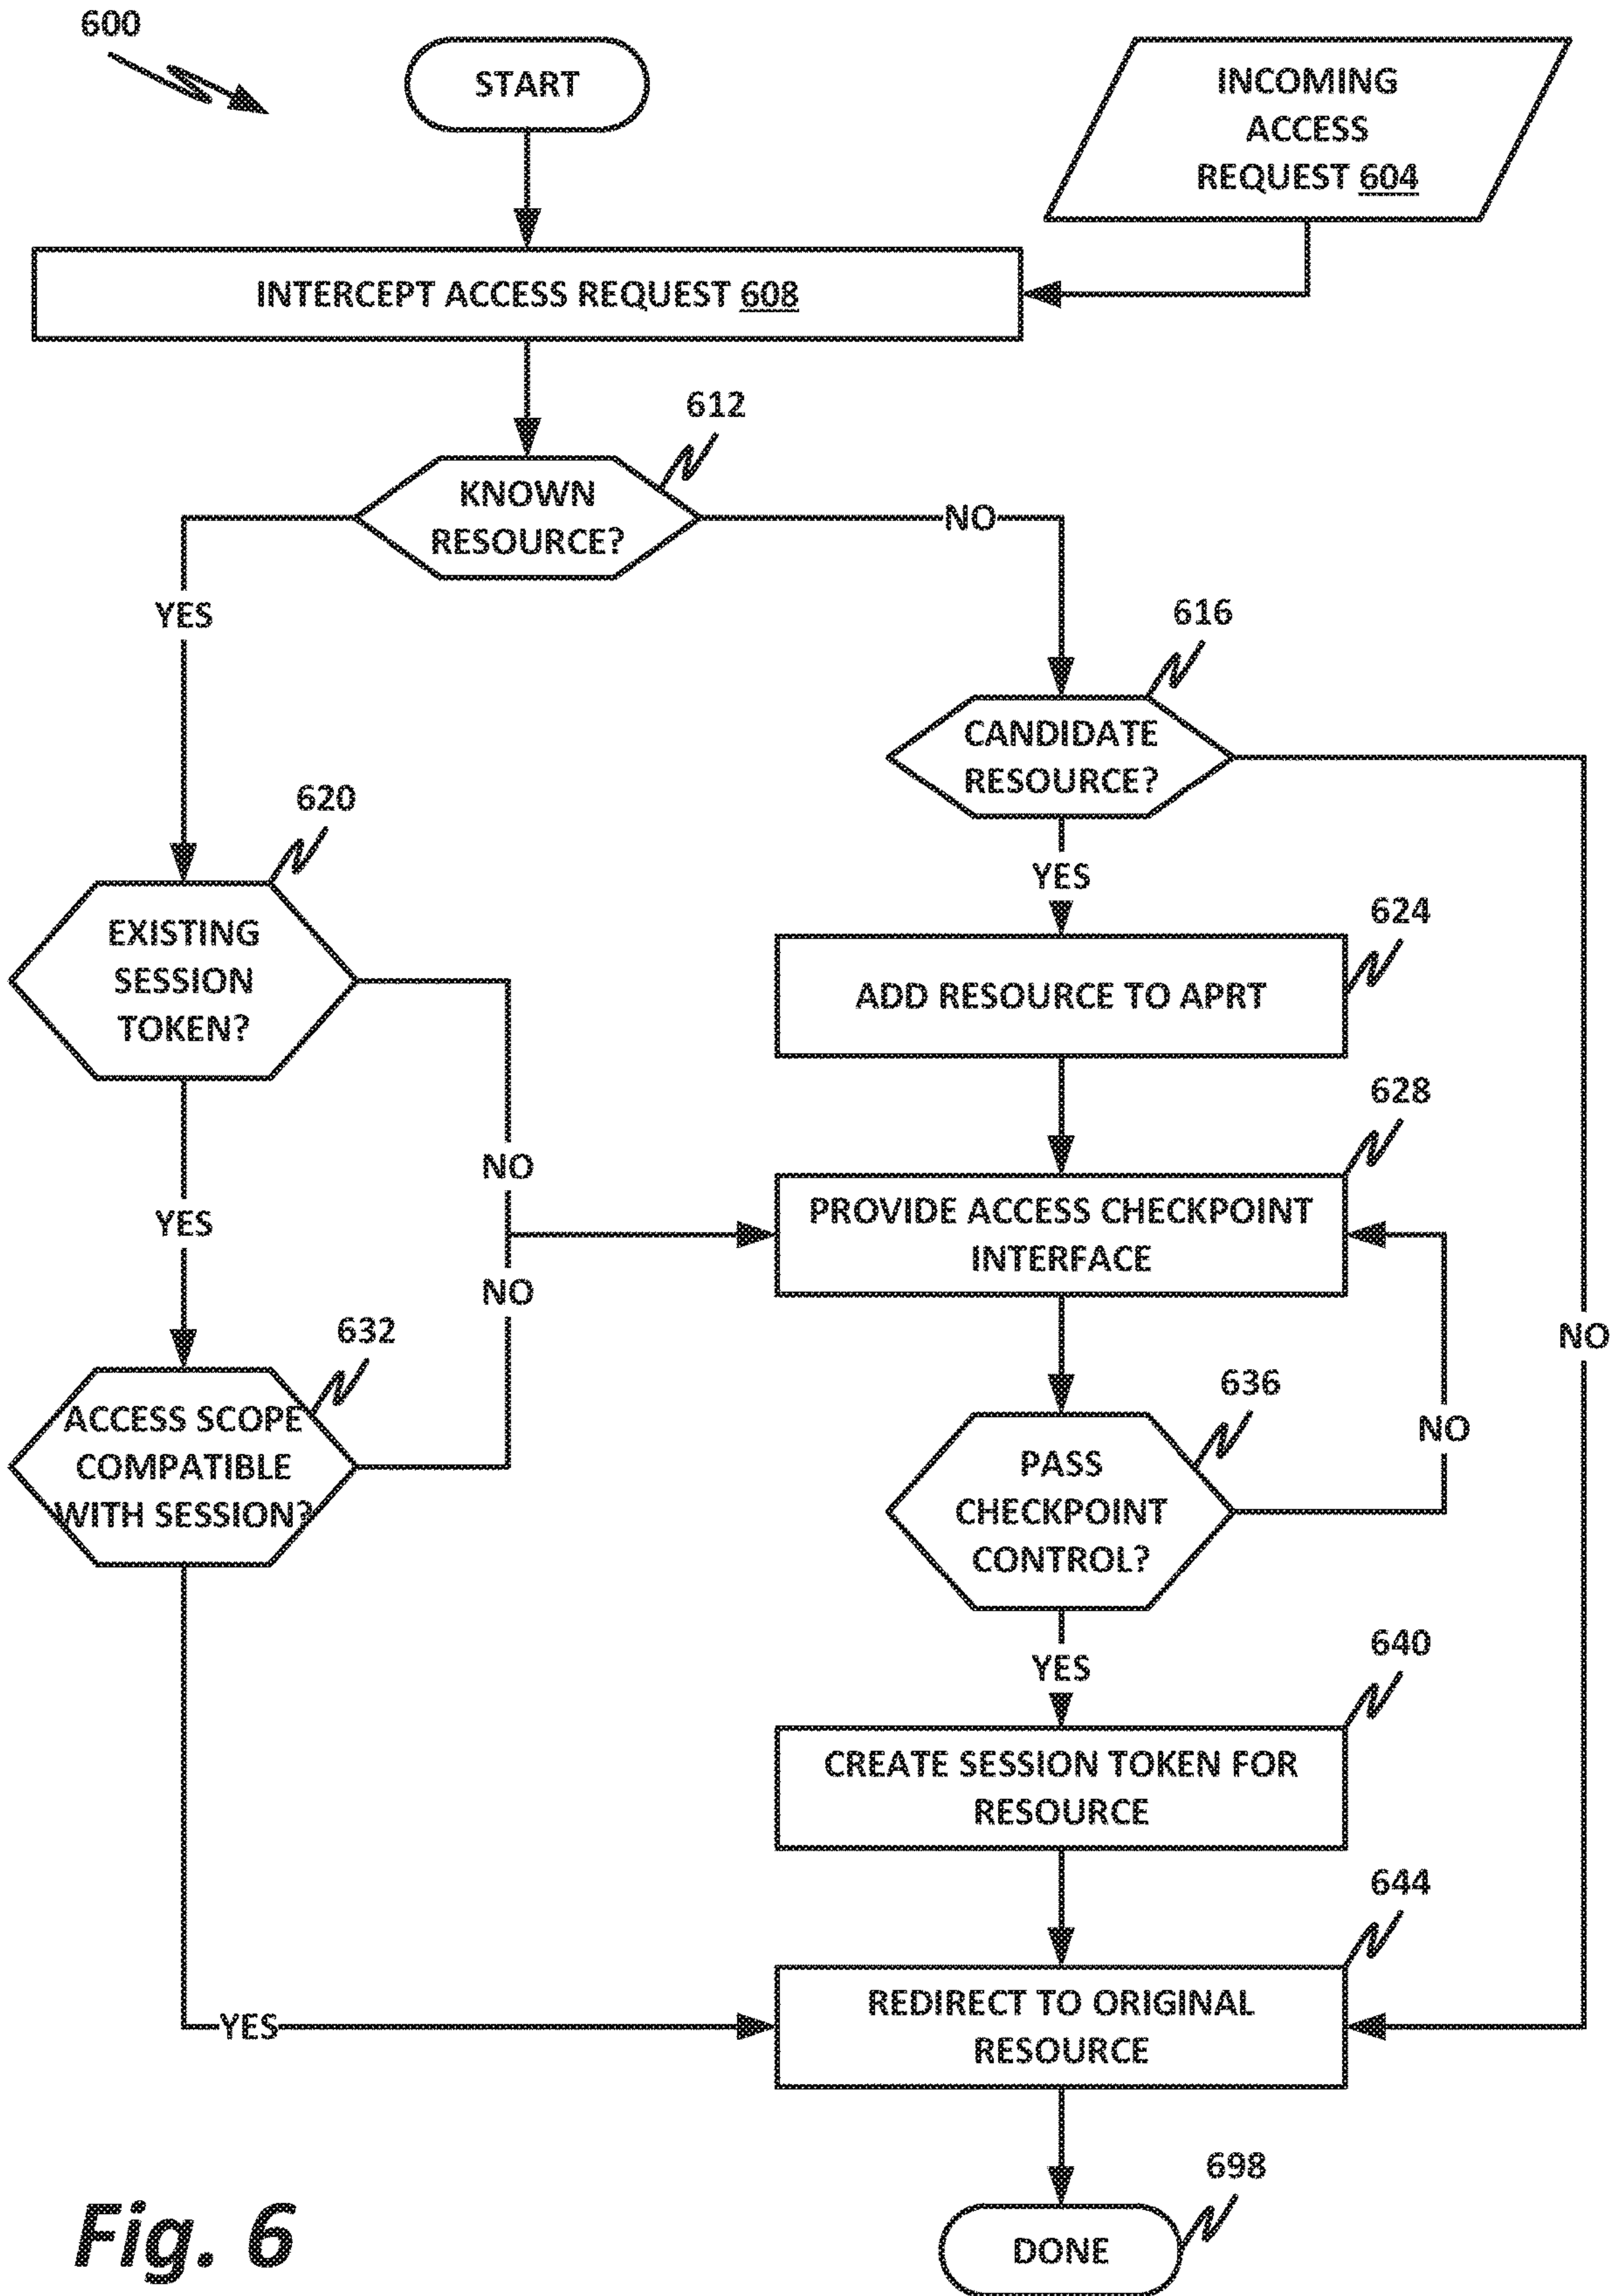 600
START
INCOMING
ACCESS
REQUEST 604
INTERCEPT ACCESS REQUEST 608
612
KNOWN
RESOURCE?
NO
YES
616
CANDIDATE
RESOURCE?
620
YES
EXISTING
SESSION
TOKEN?
624
ADD RESOURCE TO APRT
628
NO
YES
PROVIDE ACCESS CHECKPOINT
INTERFACE
NO
632
NO
ACCESS SCOPE
COMPATIBLE
WITH SESSION?
636
NO
PASS
CHECKPOINT
CONTROL?
640
YES
CREATE SESSION TOKEN FOR
RESOURCE
644
YES
REDIRECT TO ORIGINAL
RESOURCE
698
DONE
Fig. 6